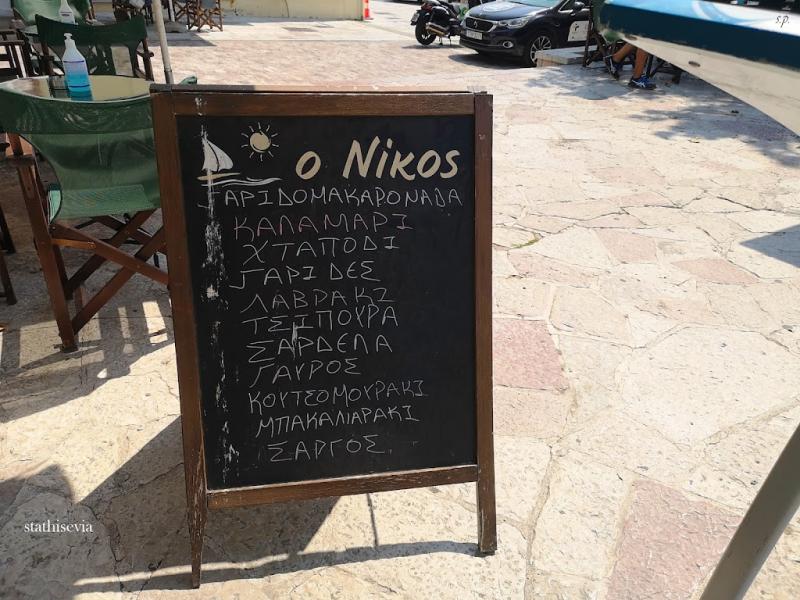 s.p.
ο Νίκος
ΓΑΡΙΔΟΜΑΚΑΡΟΝΑΔΑ
ΚΑΛΑΜΑΡΙ
ΧΤΑΠΟΔΙ
ΓΑΡΙΔΕΣ
ΛΑΒΡΑΚΙ
ΤΣΙΠΟΥΡΑ
ΣΑΡΔΕΛΑ
ΓΑΥΡΟΣ
ΚΟΥΤΣΟΜΟΥΡΑΚΙ
ΜΠΑΚΑΛΙΑΡΑΚΙ
ΣΑΡΓΟΣ
stathisevia